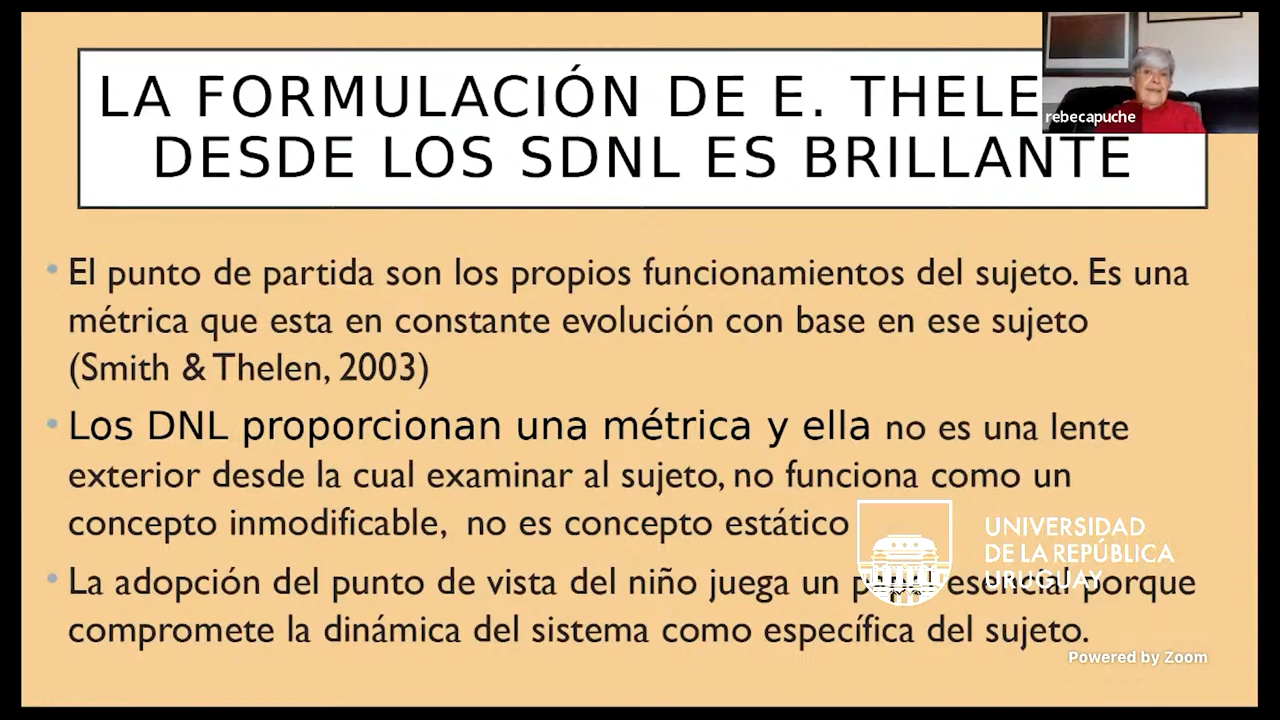 LA FORMULACIÓN DE E. THELE
DESDE LOS SDNL ES BRILLANTE
rebecapuche
• El punto de partida son los propios funcionamientos del sujeto. Es una
métrica que esta en constante evolución con base en ese sujeto
(Smith & Thelen, 2003)
• Los DNL proporcionan una métrica y ella no es una lente
exterior desde la cual examinar al sujeto, no funciona como un
concepto inmodificable, no es concepto estático
• La adopción del punto de vista del niño juega un esencial porque
compromete la dinámica del sistema como específica del sujeto.
UNIVERSIDAD
DE LA REPÚBLICA
URUGUAY
Powered by Zoom